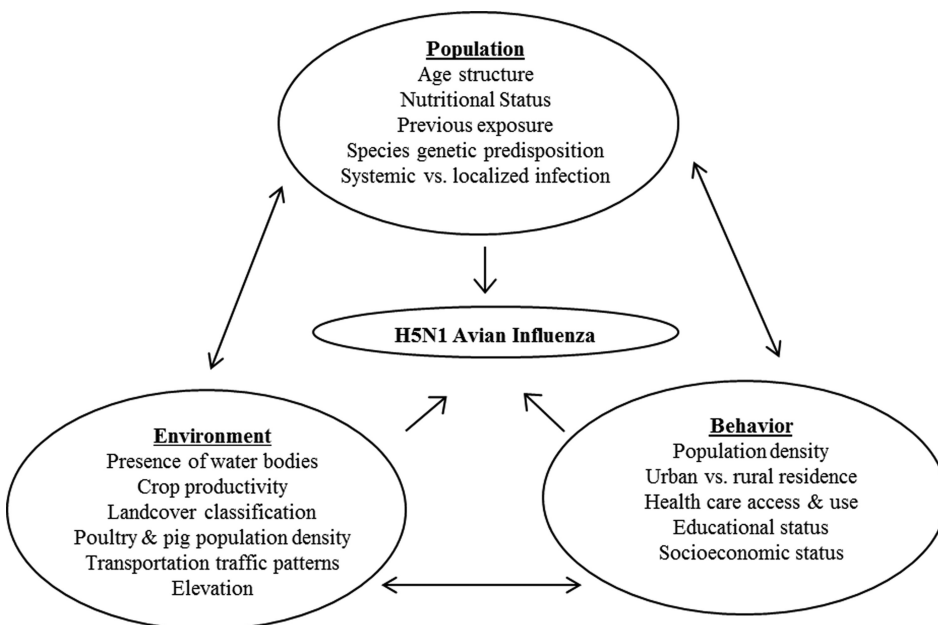 Population
Age structure
Nutritional Status
Previous exposure
Species genetic predisposition
Systemic vs. localized infection
H5N1 Avian Influenza
Environment
Presence of water bodies
Crop productivity
Landcover classification
Poultry & pig population density
Transportation traffic patterns
Elevation
Behavior
Population density
Urban vs. rural residence
Health care access & use
Educational status
Socioeconomic status